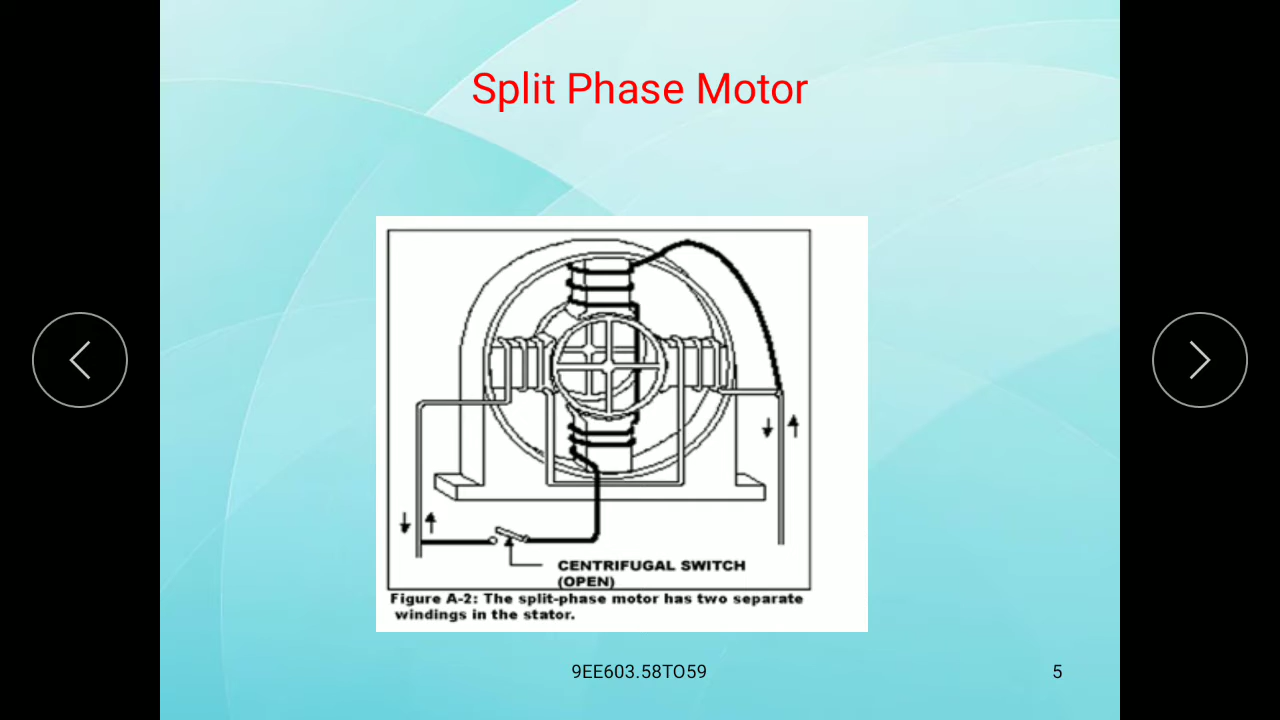 Split Phase Motor
CENTRIFUGAL SWITCH
(OPEN)
Figure A-2: The split-phase motor has two separate
windings in the stator.
9EE603.58TO59
5